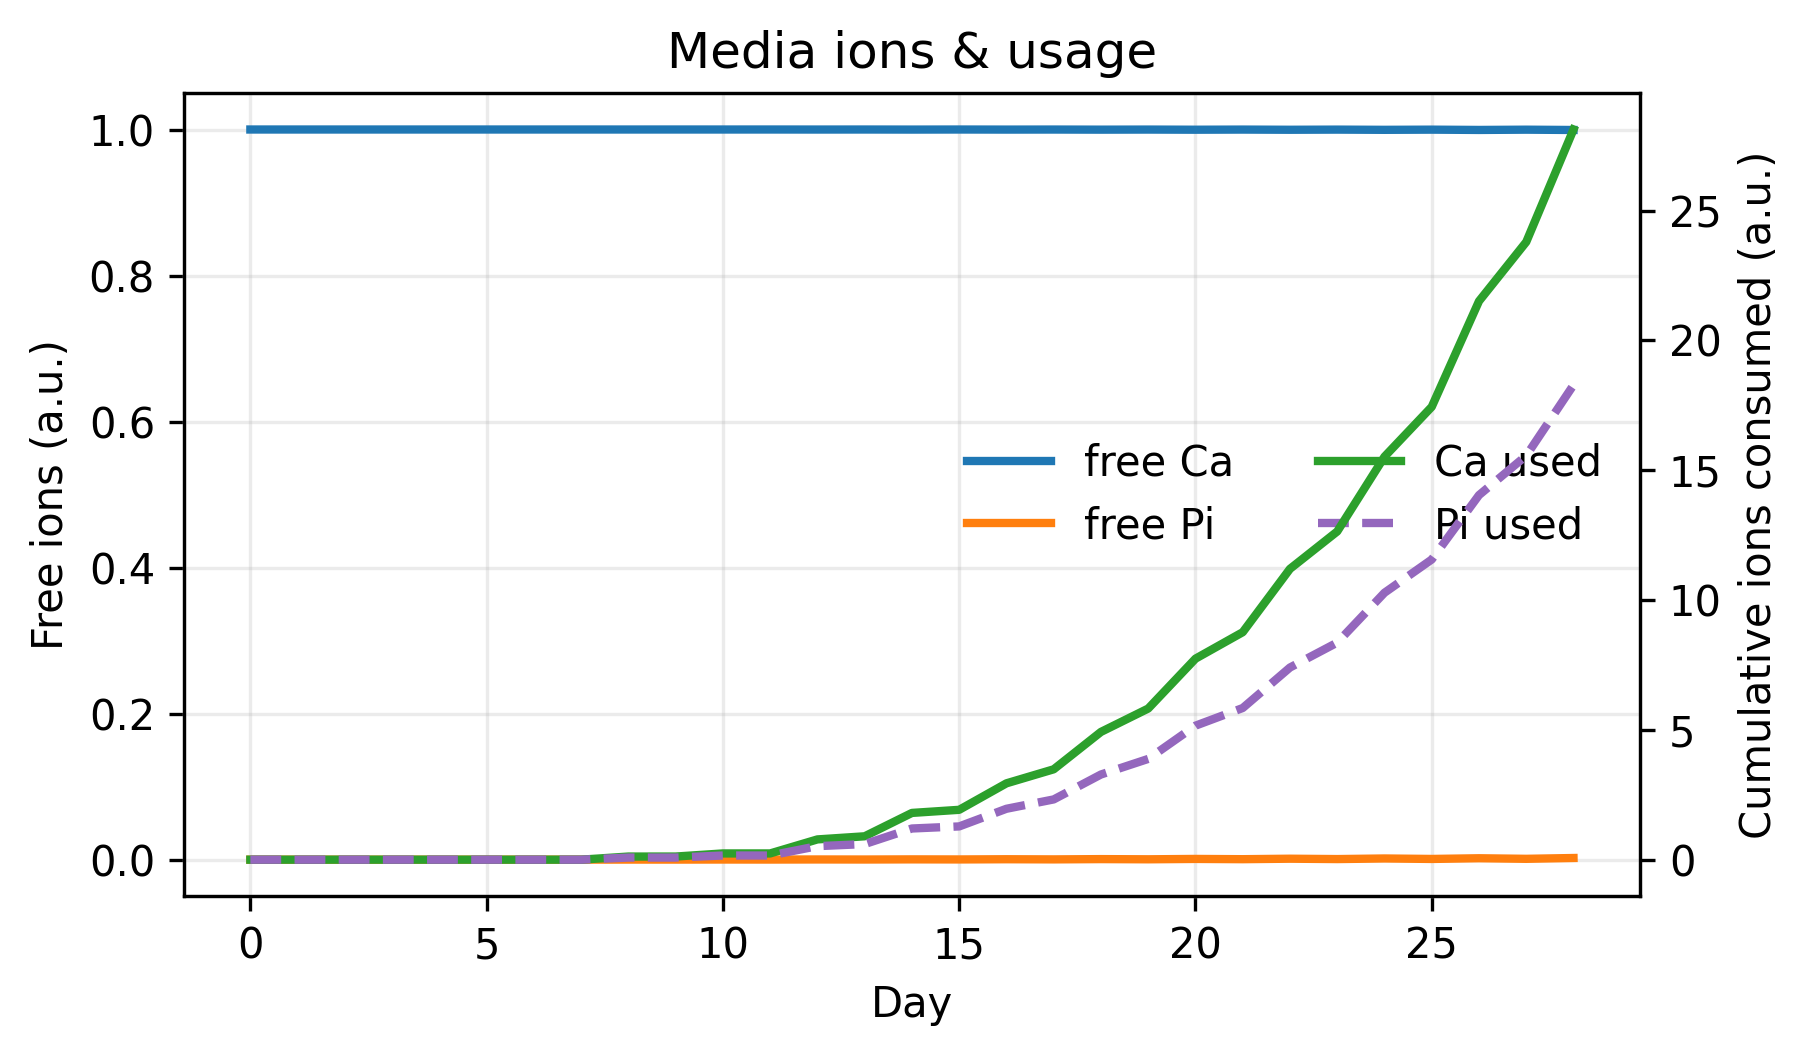 Media ions & usage
1.0
0.8
0.6
0.4
0.2
0.0
Free ions (a.u.)
25
20
15
10
5
0
Cumulative ions consumed (a.u.)
free Ca
free Pi
Ca used
Pi used
0 5 10 15 20 25
Day